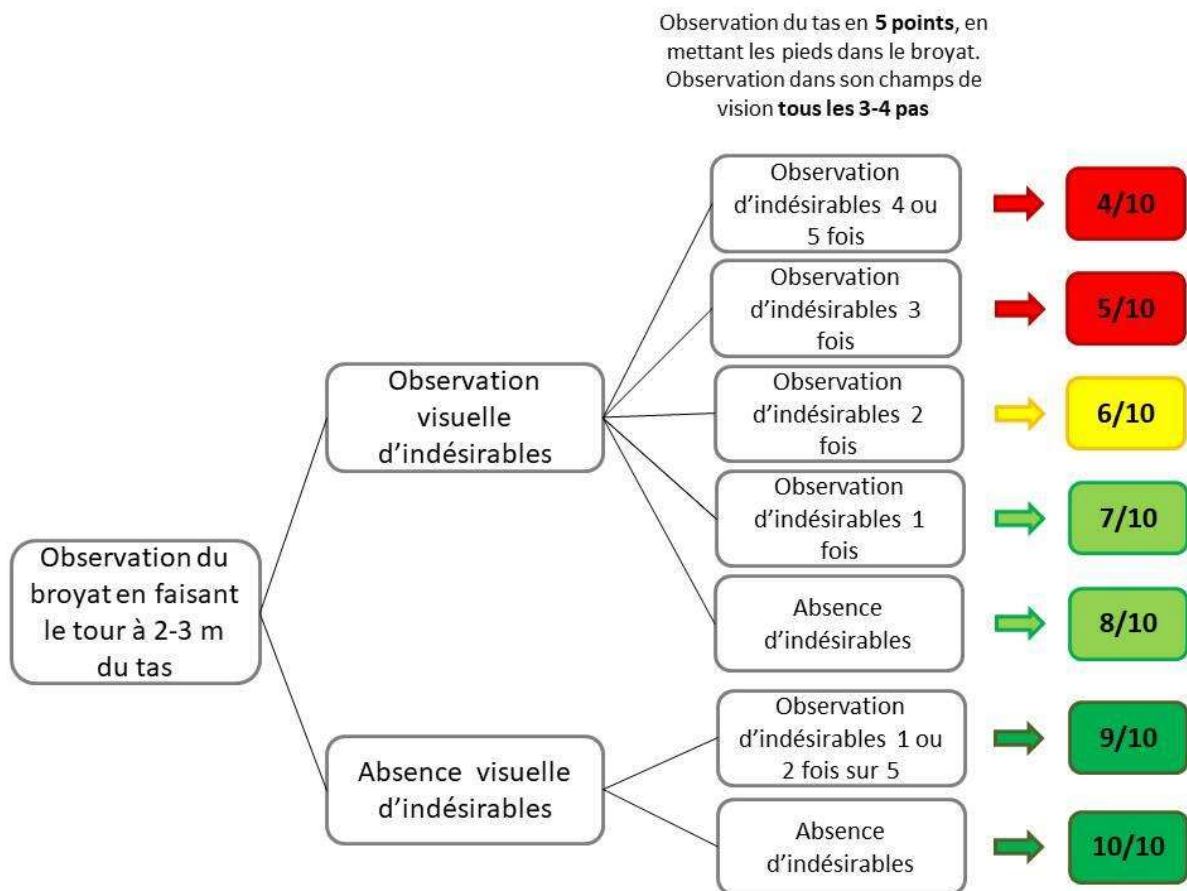 Observation du tas en 5 points, en
mettant les pieds dans le broyat.
Observation dans son champs de
vision tous les 3-4 pas
Observation
d'indésirables 4 ou
5 fois
4/10
Observation
d'indésirables 3
fois
5/10
Observation
visuelle
d'indésirables
Observation
d'indésirables 2
fois
6/10
Observation
d'indésirables 1
fois
7/10
Observation du
broyat en faisant
le tour à 2-3 m
du tas
Absence
d'indésirables
8/10
Absence visuelle
d'indésirables
Observation
d'indésirables 1 ou
2 fois sur 5
9/10
Absence
d'indésirables
10/10